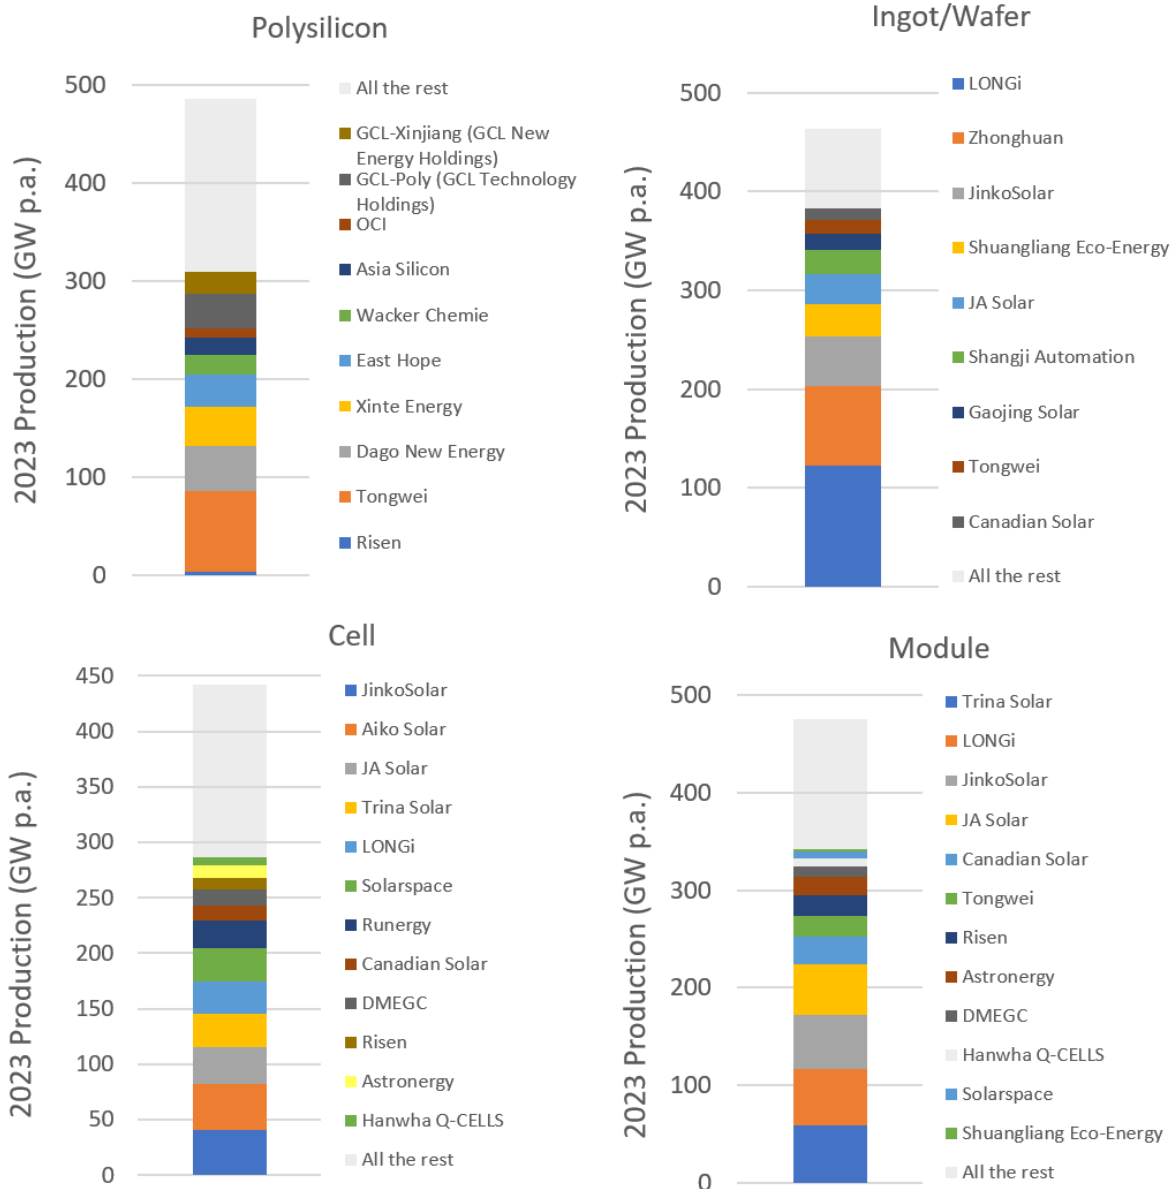 Polysilicon
2023 Production (GW p.a.)
500
400
300
200
100
0
All the rest
GCL-Xinjiang (GCL New
Energy Holdings)
GCL-Poly (GCL Technology
Holdings)
OCI
Asia Silicon
Wacker Chemie
East Hope
Xinte Energy
Dago New Energy
Tongwei
Risen
Ingot/Wafer
2023 Production (GW p.a.)
500
400
300
200
100
0
LONGi
Zhonghuan
JinkoSolar
Shuangliang Eco-Energy
JA Solar
Shangji Automation
Gaojing Solar
Tongwei
Canadian Solar
All the rest
Cell
2023 Production (GW p.a.)
450
400
350
300
250
200
150
100
50
0
JinkoSolar
Aiko Solar
JA Solar
Trina Solar
LONGi
Solarspace
Runergy
Canadian Solar
DMEGC
Risen
Astronergy
Hanwha Q-CELLS
All the rest
Module
2023 Production (GW p.a.)
500
400
300
200
100
0
Trina Solar
LONGi
JinkoSolar
JA Solar
Canadian Solar
Tongwei
Risen
Astronergy
DMEGC
Hanwha Q-CELLS
Solarspace
Shuangliang Eco-Energy
All the rest